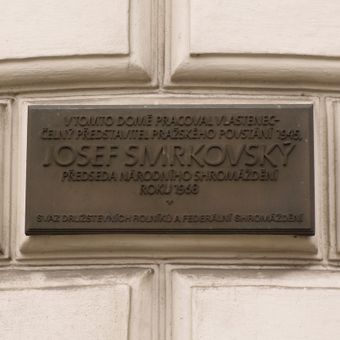 V TOMTO DOMĚ PRACOVAL VLASTENEC-
ČELNÝ PŘEDSTAVITEL PRAŽSKÉHO POVSTÁNÍ 1945,
JOSEF SMRKOVSKÝ
PŘEDSEDA NÁRODNÍHO SHROMÁŽDĚNÍ
ROKU 1968
SVAZ DRUŽSTEVNÍCH ROLNÍKŮ A FEDERÁLNÍ SHROMÁŽDĚNÍ